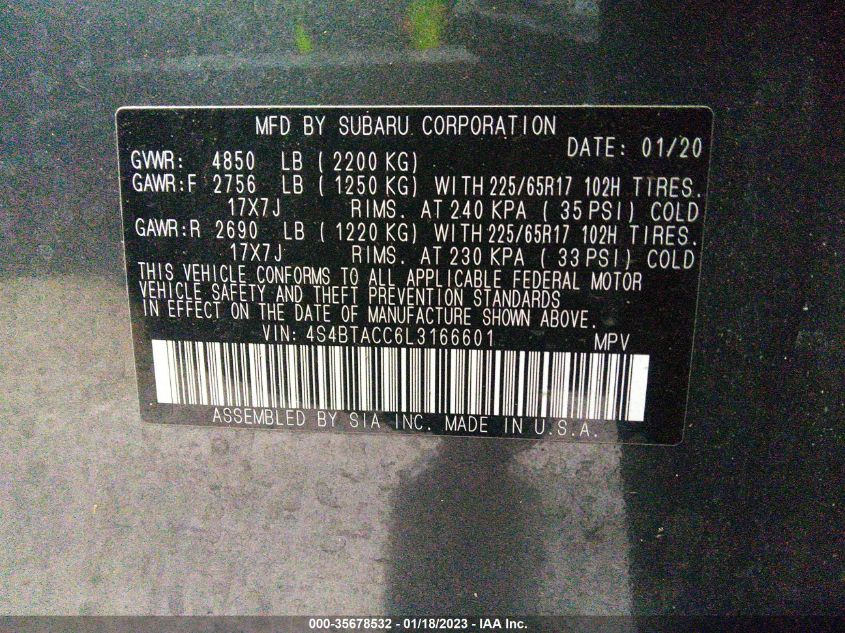 MFD BY SUBARU CORPORATION
DATE: 01/20
GVWR: 4850 LB ( 2200 KG)
GAWR:F 2756 LB ( 1250 KG) WITH 225/65R17 102H TIRES.
17X7J RIMS. AT 240 KPA ( 35 PSI) COLD
GAWR:R 2690 LB ( 1220 KG) WITH 225/65R17 102H TIRES.
17X7J RIMS. AT 230 KPA ( 33 PSI) COLD
THIS VEHICLE CONFORMS TO ALL APPLICABLE FEDERAL MOTOR
VEHICLE SAFETY AND THEFT PREVENTION STANDARDS
IN EFFECT ON THE DATE OF MANUFACTURE SHOWN ABOVE.
VIN: 4S4BTACC6L3166601 MPV
ASSEMBLED BY SIA INC. MADE IN U.S.A.
000-35678532 - 01/18/2023 - IAA Inc.